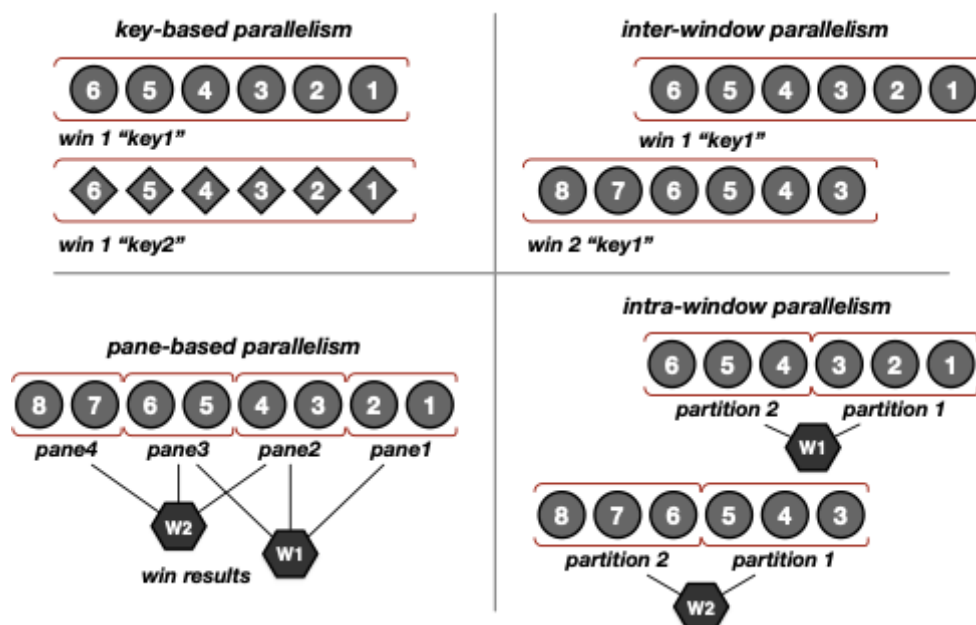 key-based parallelism
6 5 4 3 2 1
win 1 “key1”
6 5 4 3 2 1
win 1 “key2”
inter-window parallelism
6 5 4 3 2 1
win 1 “key1”
8 7 6 5 4 3
win 2 “key1”
pane-based parallelism
8 7 6 5 4 3 2 1
pane4 pane3 pane2 pane1
W2
W1
win results
intra-window parallelism
6 5 4 3 2 1
partition 2 partition 1
W1
8 7 6 5 4 3
partition 2 partition 1
W2